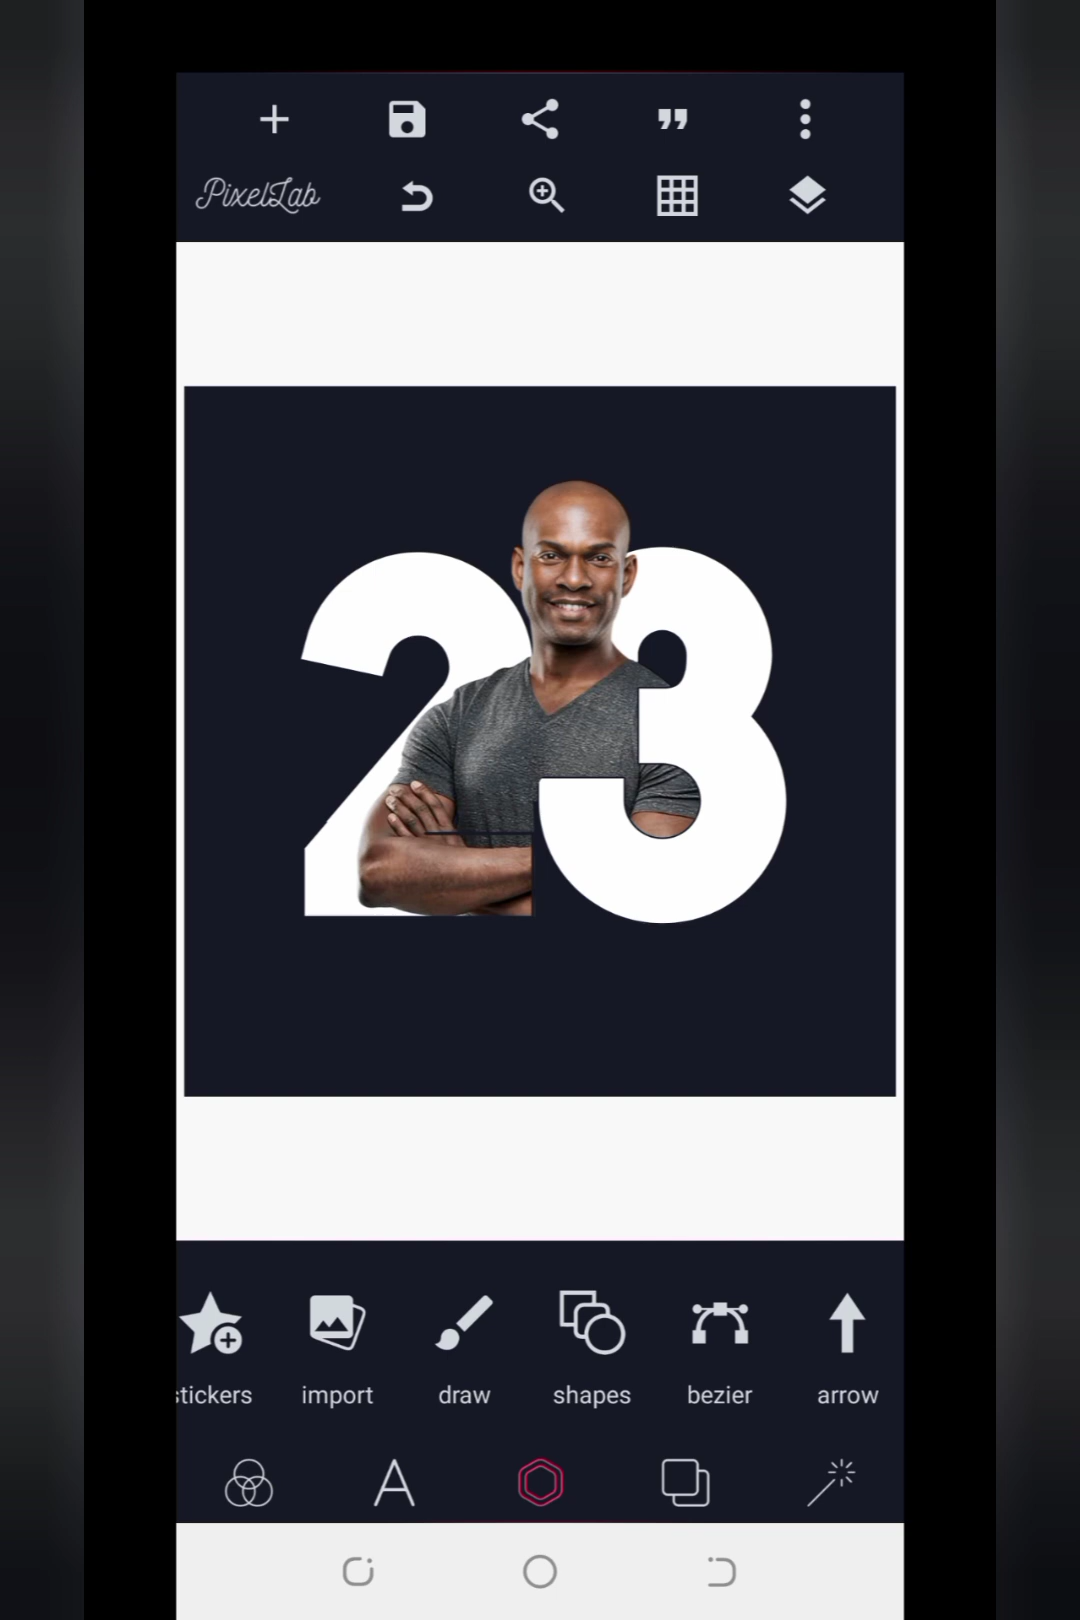 PixelLab
23
stickers
import
draw
shapes
bezier
arrow